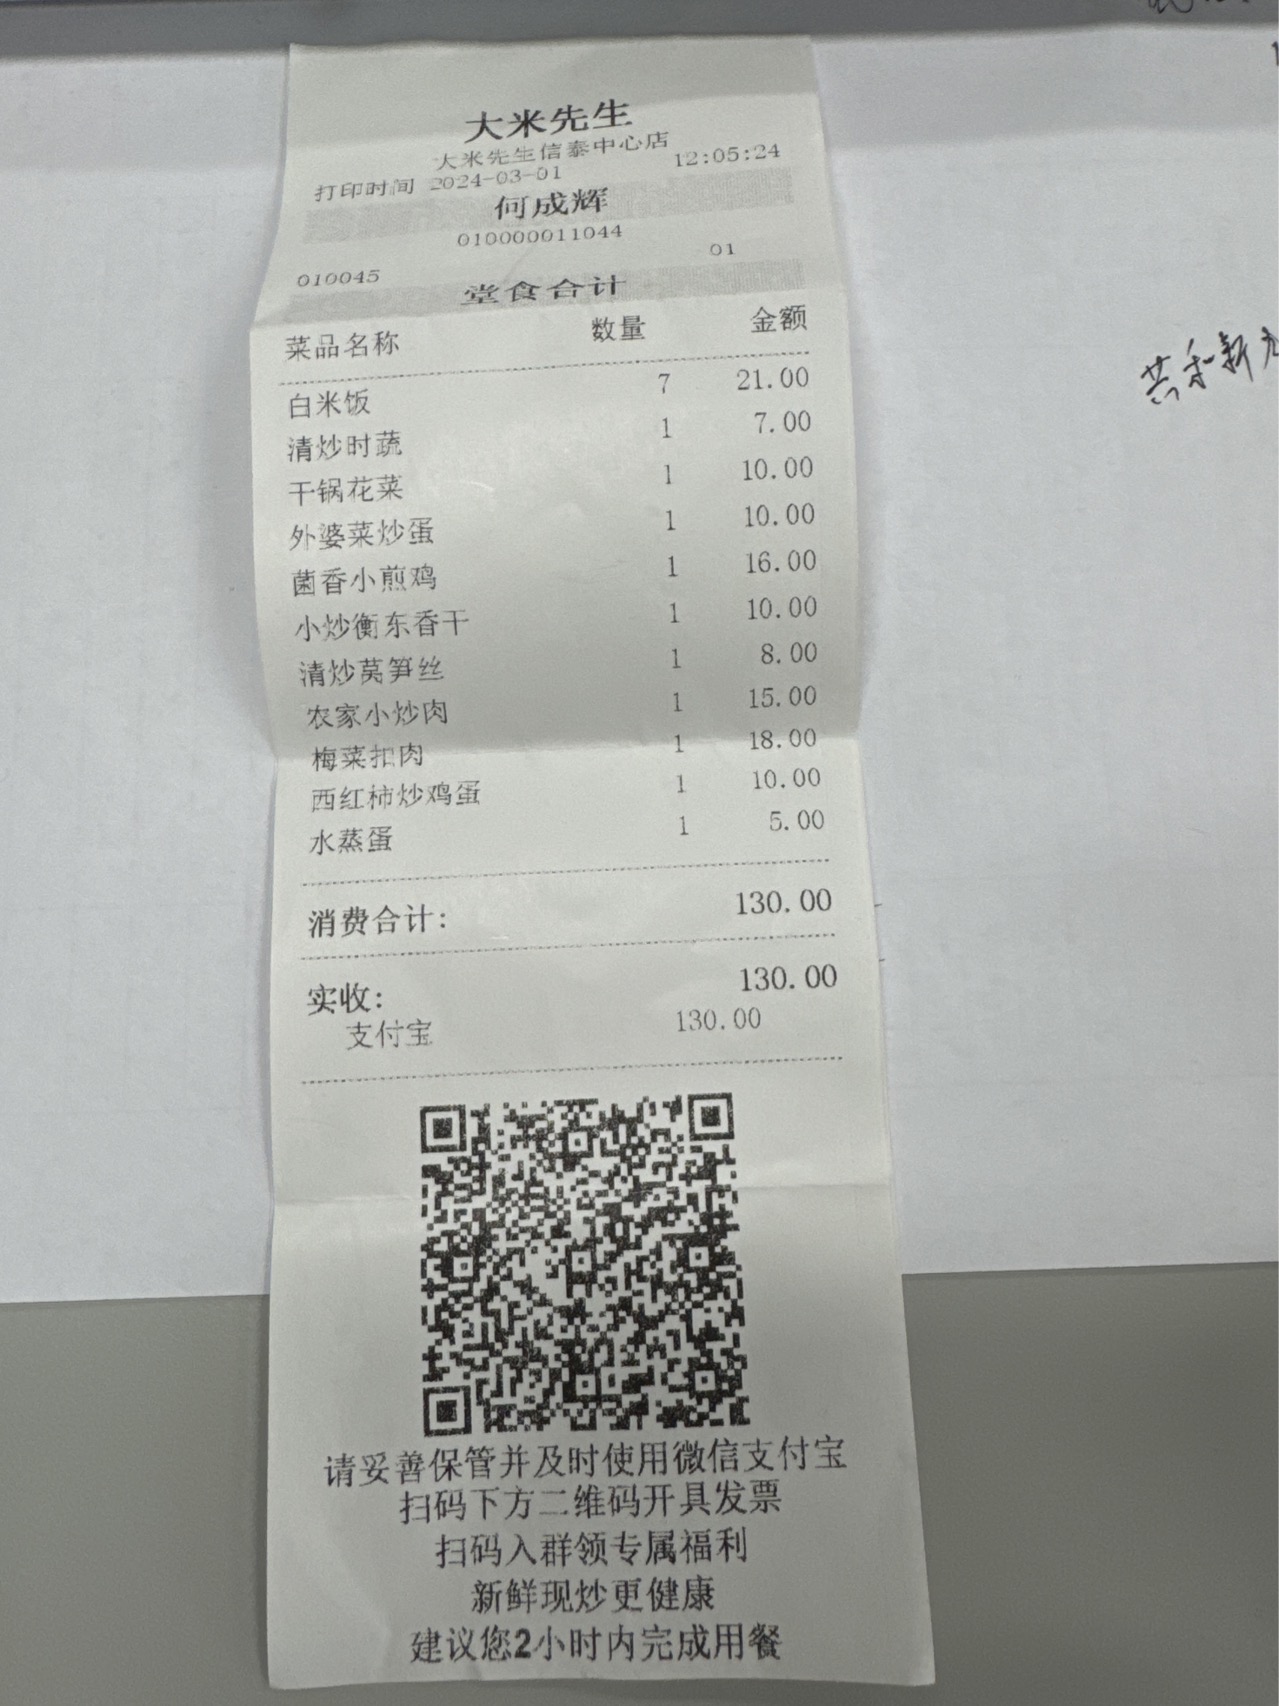 大米先生
大米先生信泰中心店
打印时间 2024-03-01 12:05:24
何成辉
010000011044
010045 01
堂食合计
菜品名称 数量 金额
白米饭 7 21.00
清炒时蔬 1 7.00
干锅花菜 1 10.00
外婆菜炒蛋 1 10.00
菌香小煎鸡 1 16.00
小炒衡东香干 1 10.00
清炒莴笋丝 1 8.00
农家小炒肉 1 15.00
梅菜扣肉 1 18.00
西红柿炒鸡蛋 1 10.00
水蒸蛋 1 5.00
消费合计: 130.00
实收: 130.00
支付宝 130.00
请妥善保管并及时使用微信支付宝
扫码下方二维码开具发票
扫码入群领专属福利
新鲜现炒更健康
建议您2小时内完成用餐
共和新